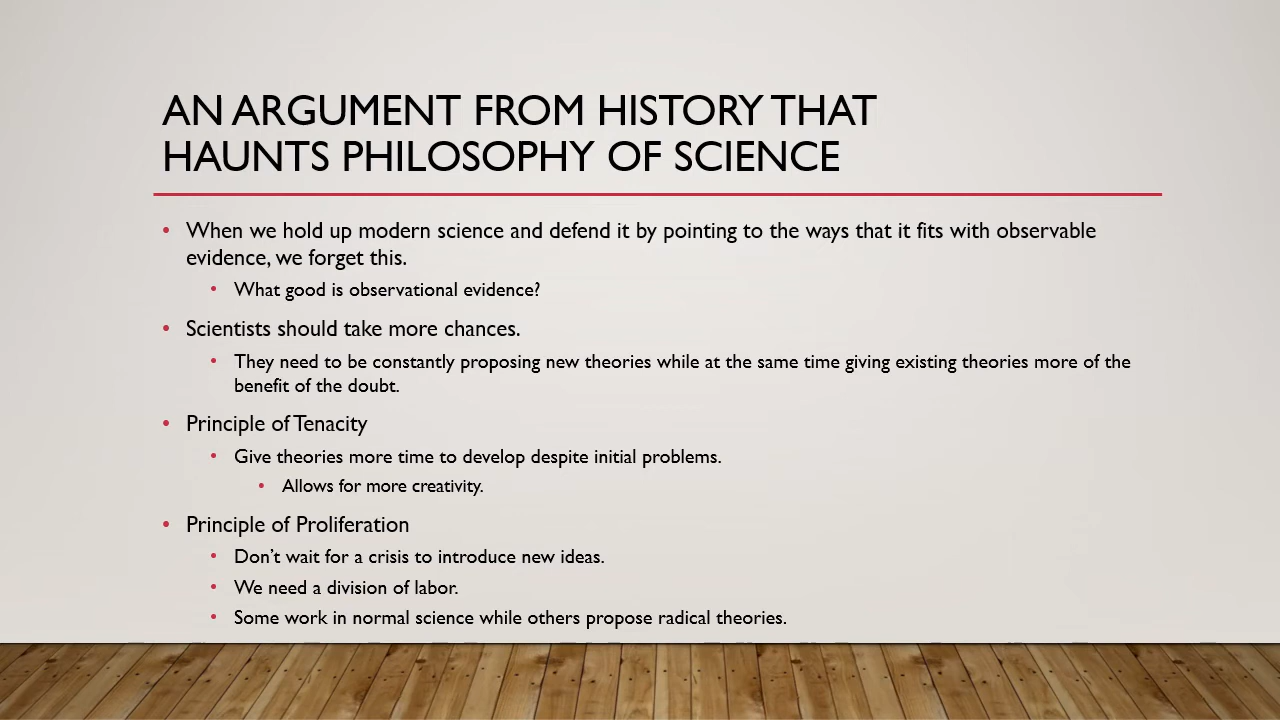 AN ARGUMENT FROM HISTORY THAT
HAUNTS PHILOSOPHY OF SCIENCE
• When we hold up modern science and defend it by pointing to the ways that it fits with observable
evidence, we forget this.
• What good is observational evidence?
• Scientists should take more chances.
• They need to be constantly proposing new theories while at the same time giving existing theories more of the
benefit of the doubt.
• Principle of Tenacity
• Give theories more time to develop despite initial problems.
• Allows for more creativity.
• Principle of Proliferation
• Don’t wait for a crisis to introduce new ideas.
• We need a division of labor.
• Some work in normal science while others propose radical theories.